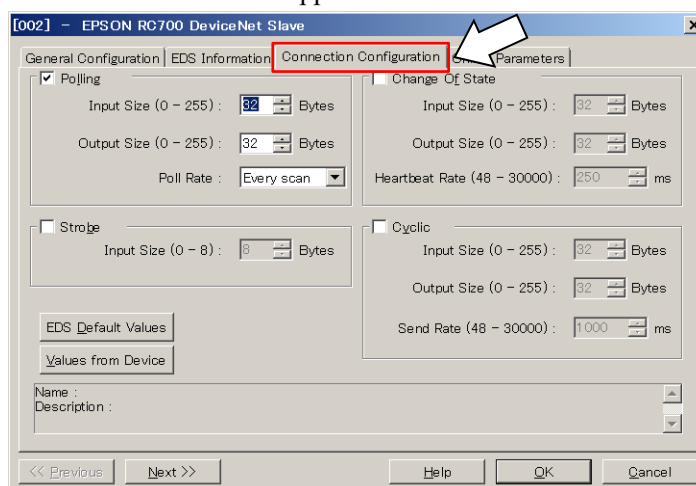 [002] - EPSON RC700 DeviceNet Slave
General Configuration EDS Information Connection Configuration Parameters
Polling
Input Size (0 - 255) : 32 Bytes
Output Size (0 - 255) : 32 Bytes
Poll Rate : Every scan
Change Of State
Input Size (0 - 255) : 32 Bytes
Output Size (0 - 255) : 32 Bytes
Heartbeat Rate (48 - 30000) : 250 ms
Strobe
Input Size (0 - 8) : 8 Bytes
Cyclic
Input Size (0 - 255) : 32 Bytes
Output Size (0 - 255) : 32 Bytes
Send Rate (48 - 30000) : 1000 ms
EDS Default Values
Values from Device
Name :
Description :
<< Previous Next >> Help OK Cancel